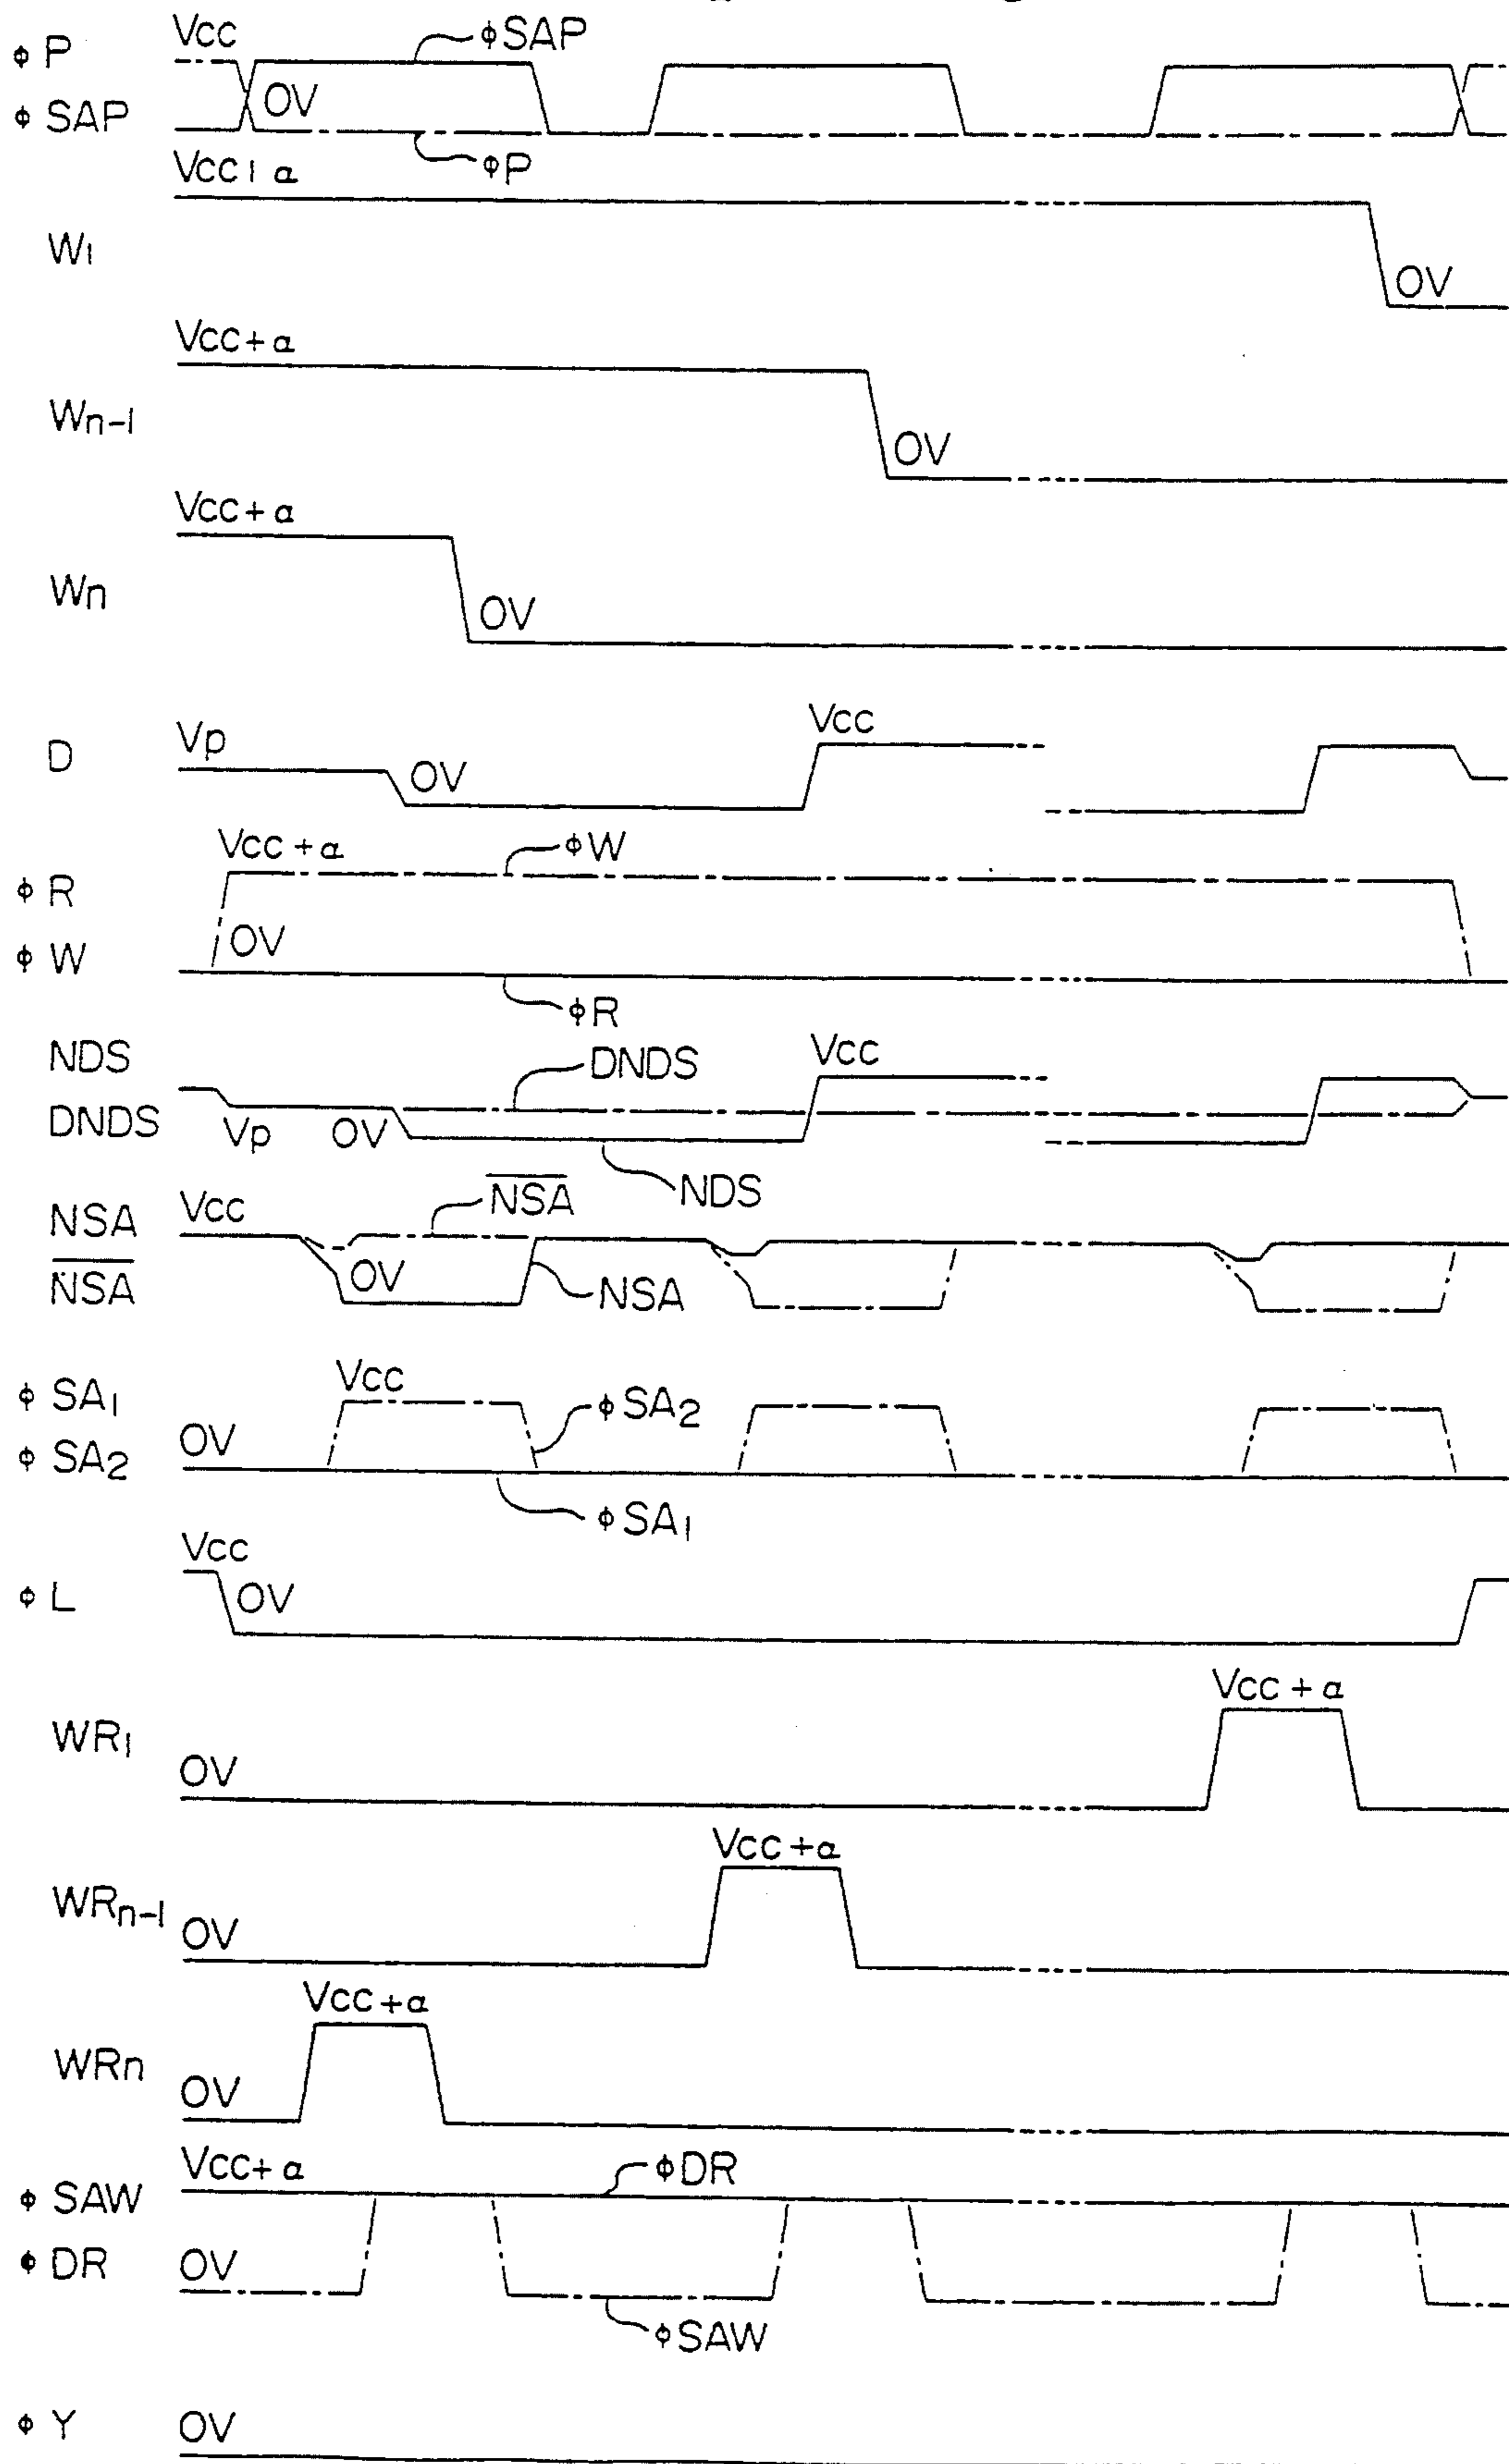 Vcc
φSAP
φ P
OV
φ SAP
φP
Vcc+α
W1
OV
Vcc+α
Wn-1
OV
Vcc+α
Wn
OV
Vcc
Vp
D
OV
Vcc+α
φW
φ R
OV
φ W
φR
NDS
DNDS
Vcc
DNDS
Vp
OV
NDS
NSA
Vcc
NSA
OV
NSA
NSA
Vcc
φ SA1
φSA2
OV
φ SA2
φSA1
Vcc
φ L
OV
Vcc+α
WR1
OV
Vcc+α
WRn-1
OV
Vcc+α
WRn
OV
Vcc+α
φDR
φ SAW
φ DR
OV
φSAW
φ Y
OV